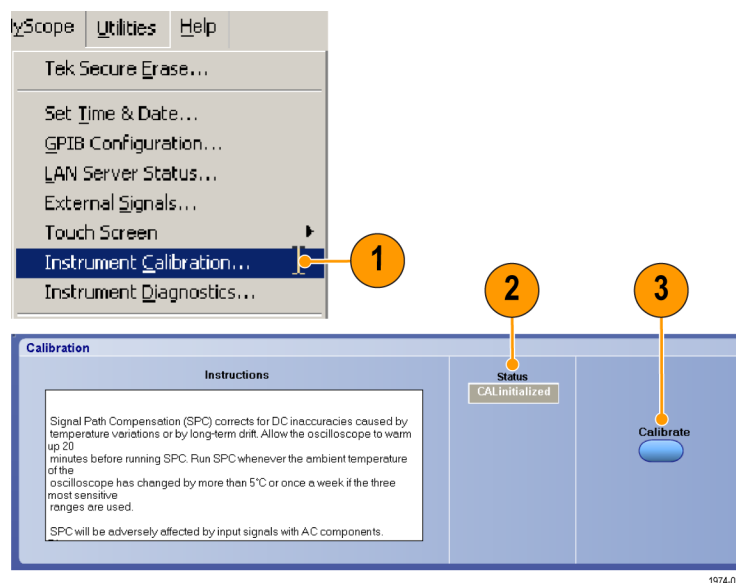 yScope Utilities Help
Tek Secure Erase...
Set Time & Date...
GPIB Configuration...
LAN Server Status...
External Signals...
Touch Screen
Instrument Calibration...
Instrument Diagnostics...
1
2
3
Calibration
Instructions
Signal Path Compensation (SPC) corrects for DC inaccuracies caused by
temperature variations or by long-term drift. Allow the oscilloscope to warm
up 20
minutes before running SPC. Run SPC whenever the ambient temperature
of the
oscilloscope has changed by more than 5°C or once a week if the three
most sensitive
ranges are used.
SPC will be adversely affected by input signals with AC components.
Status
CALinitialized
Calibrate
1974-0